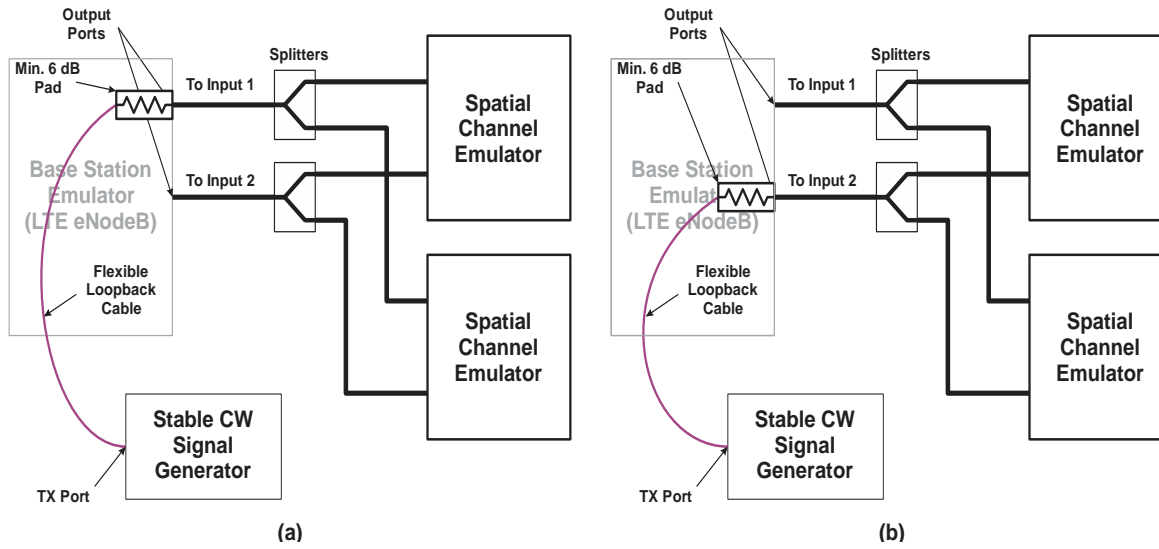 Output
Ports
Min. 6 dB
Pad
To Input 1
Splitters
Spatial
Channel
Emulator
Base Station
Emulator
(LTE eNodeB)
To Input 2
Flexible
Loopback
Cable
Spatial
Channel
Emulator
Stable CW
Signal
Generator
TX Port
(a)
Output
Ports
Min. 6 dB
Pad
To Input 1
Splitters
Spatial
Channel
Emulator
Base Station
Emulat
(LTE eNodeB)
To Input 2
Flexible
Loopback
Cable
Spatial
Channel
Emulator
Stable CW
Signal
Generator
TX Port
(b)